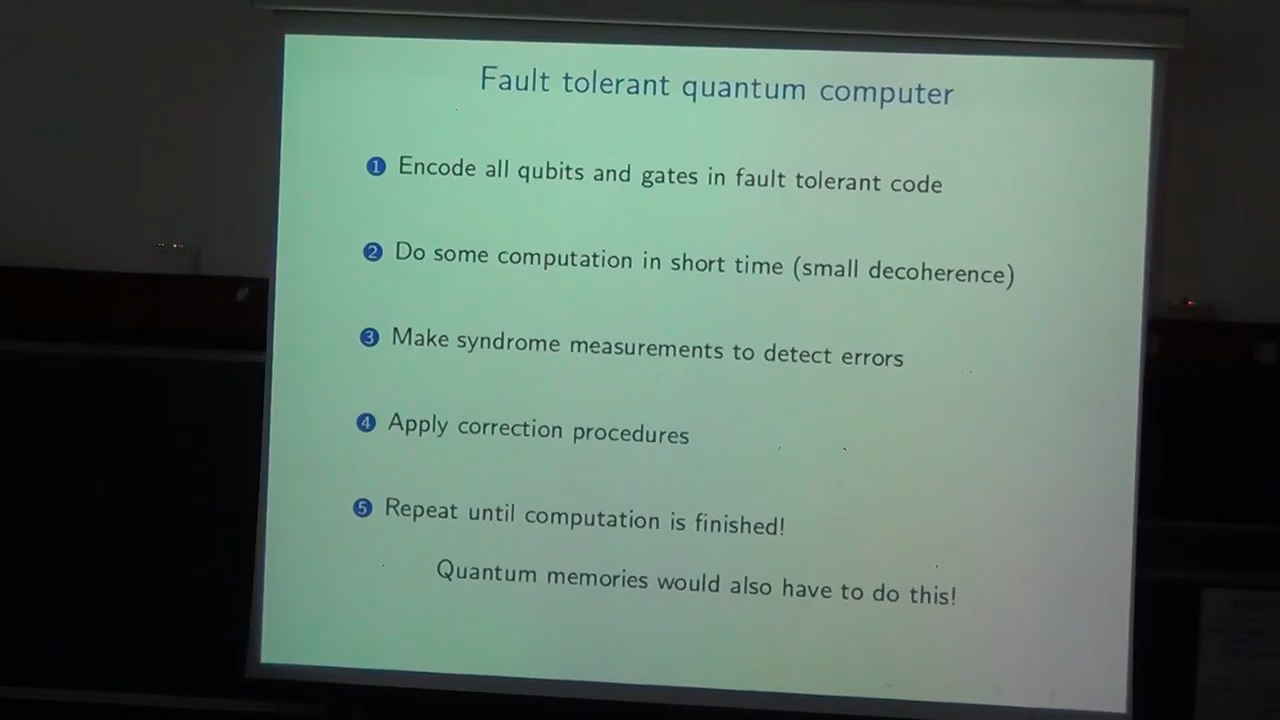 Fault tolerant quantum computer
1 Encode all qubits and gates in fault tolerant code
2 Do some computation in short time (small decoherence)
3 Make syndrome measurements to detect errors
4 Apply correction procedures
5 Repeat until computation is finished!
Quantum memories would also have to do this!